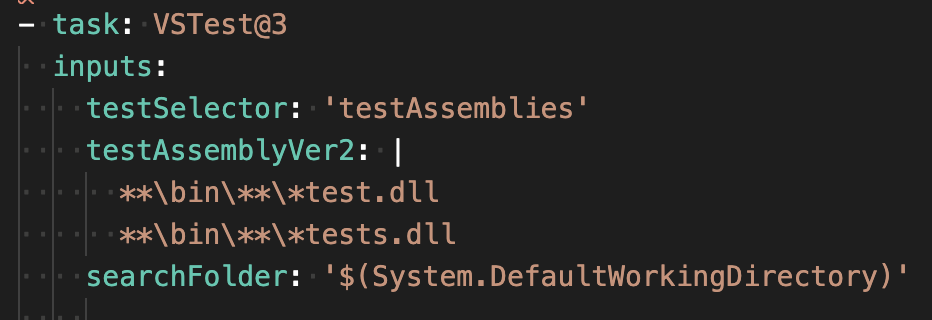 - task: VSTest@3
inputs:
testSelector: 'testAssemblies'
testAssemblyVer2: |
**\bin\**\*test.dll
**\bin\**\*tests.dll
searchFolder: '$(System.DefaultWorkingDirectory)'